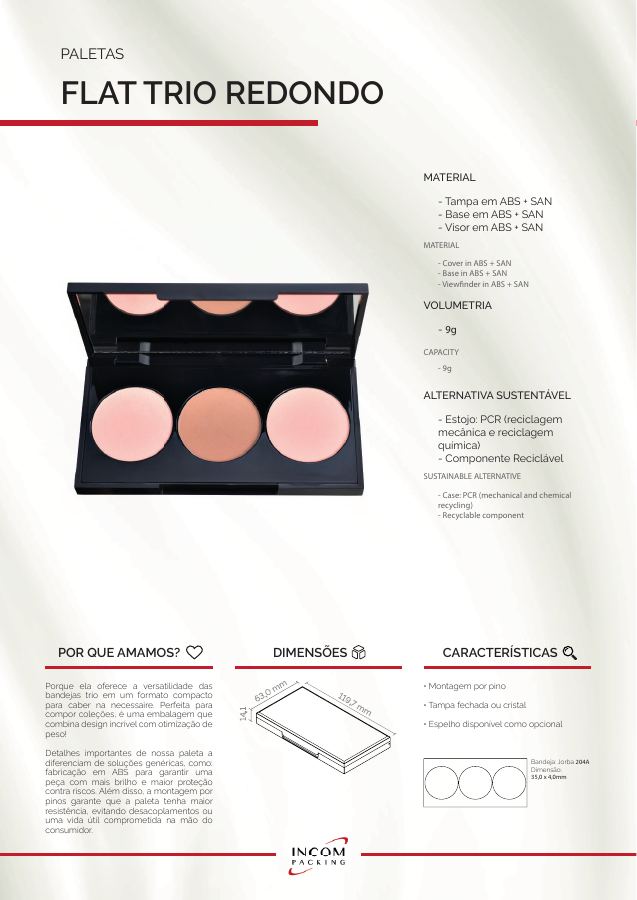 PALETAS
FLAT TRIO REDONDO
MATERIAL
- Tampa em ABS + SAN
- Base em ABS + SAN
- Visor em ABS + SAN
MATERIAL
- Cover in ABS + SAN
- Base in ABS + SAN
- Viewfinder in ABS + SAN
VOLUMETRIA
- 9g
CAPACITY
- 9g
ALTERNATIVA SUSTENTÁVEL
- Estojo: PCR (reciclagem
mecânica e reciclagem
química)
- Componente Reciclável
SUSTAINABLE ALTERNATIVE
- Case: PCR (mechanical and chemical
recycling)
- Recyclable component
POR QUE AMAMOS?
Porque ela oferece a versatilidade das
bandejas trio em um formato compacto
para caber na necessaire. Perfeita para
compor coleções, é uma embalagem que
combina design incrível com otimização de
peso!
Detalhes importantes de nossa paleta a
diferenciam de soluções genéricas, como:
fabricação em ABS para garantir uma
peça com mais brilho e maior proteção
contra riscos. Além disso, a montagem por
pinos garante que a paleta tenha maior
resistência, evitando desacoplamentos ou
uma vida útil comprometida na mão do
consumidor.
DIMENSÕES
63,0 mm
119,7 mm
14,1
CARACTERÍSTICAS
• Montagem por pino
• Tampa fechada ou cristal
• Espelho disponível como opcional
Bandeja: Jorba 204A
Dimensão:
35,0 x 4,0mm
INCOM
PACKING